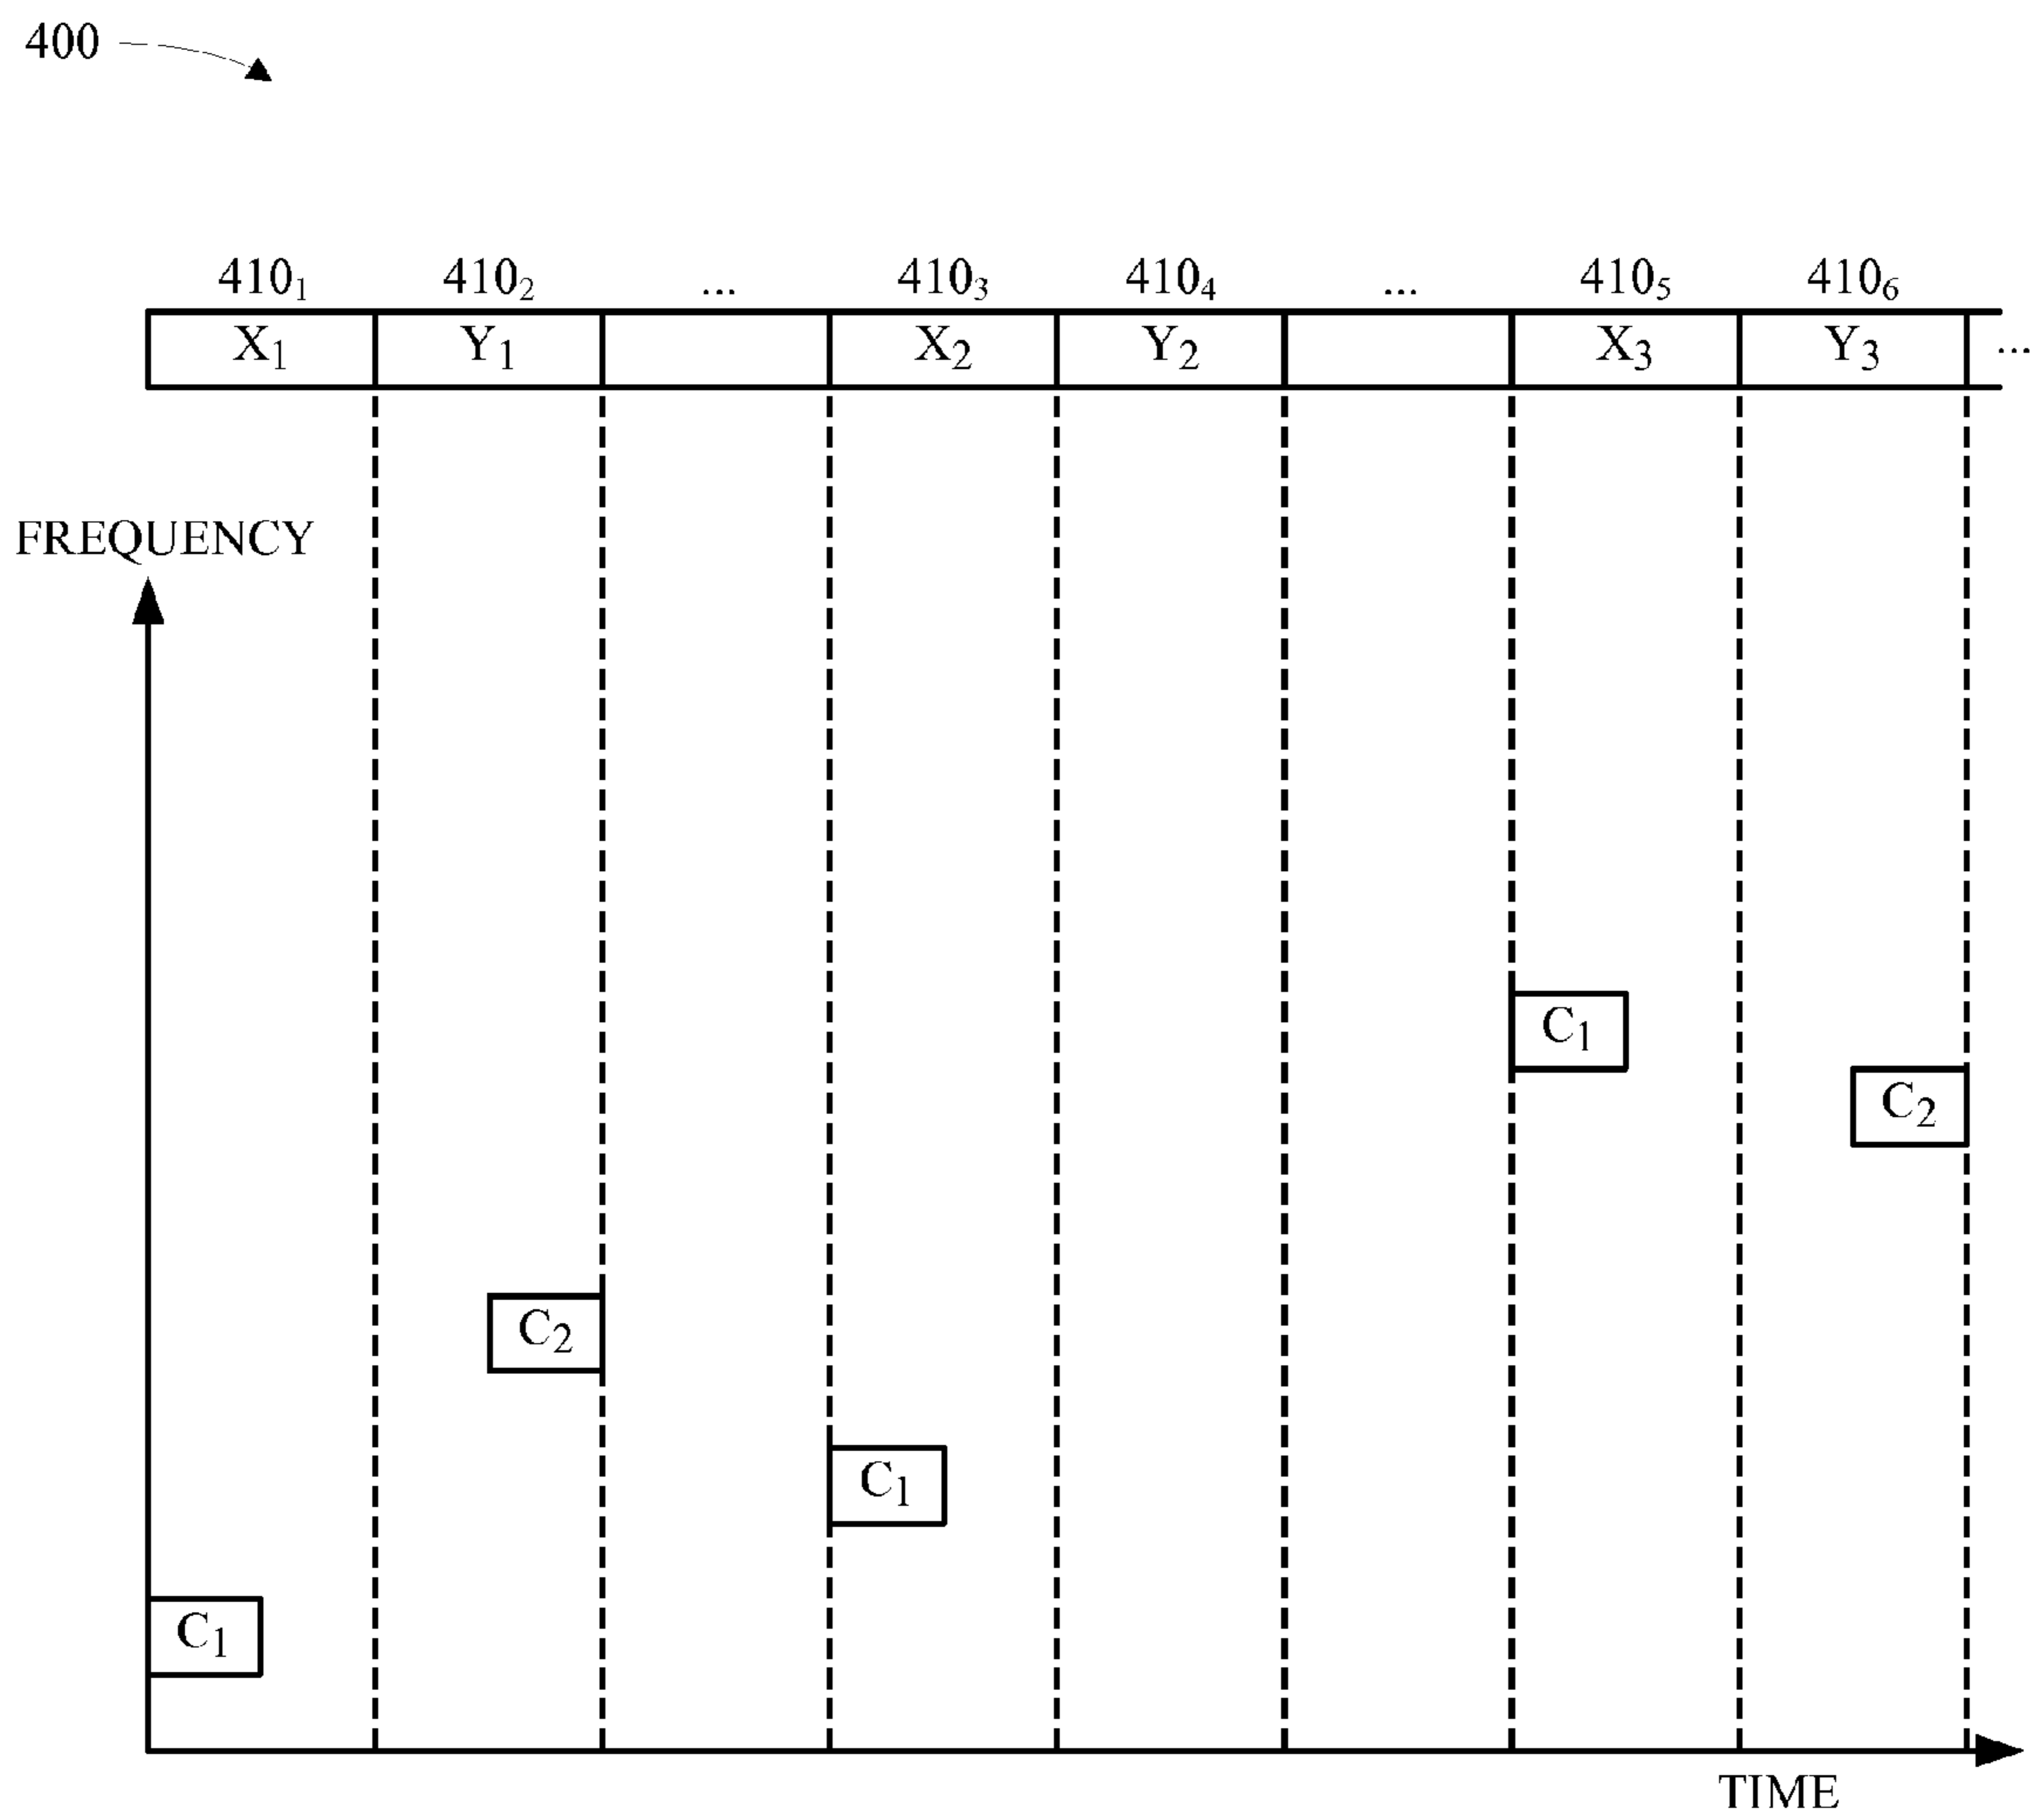 400
410₁ 410₂ ... 410₃ 410₄ ... 410₅ 410₆
X₁ Y₁ X₂ Y₂ X₃ Y₃ ...
FREQUENCY
C₁
C₂
C₂
C₁
C₁
TIME